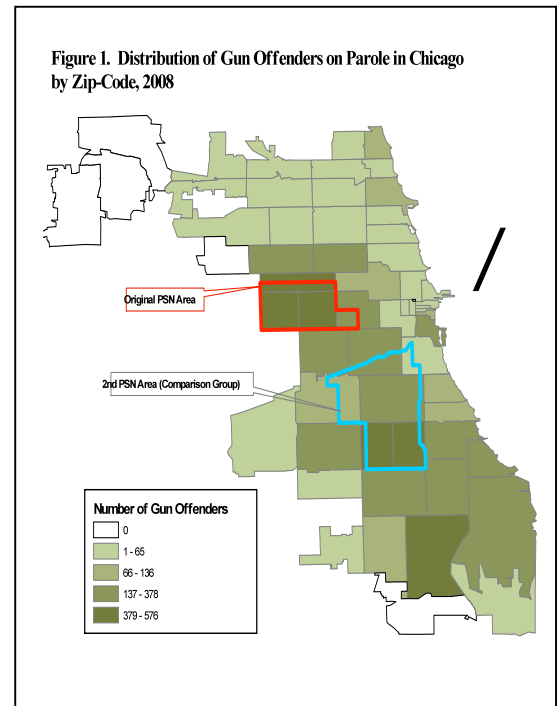 Figure 1. Distribution of Gun Offenders on Parole in Chicago
by Zip-Code, 2008
Original PSN Area
2nd PSN Area (Comparison Group)
Number of Gun Offenders
0
1 - 65
66 - 136
137 - 378
379 - 576
/